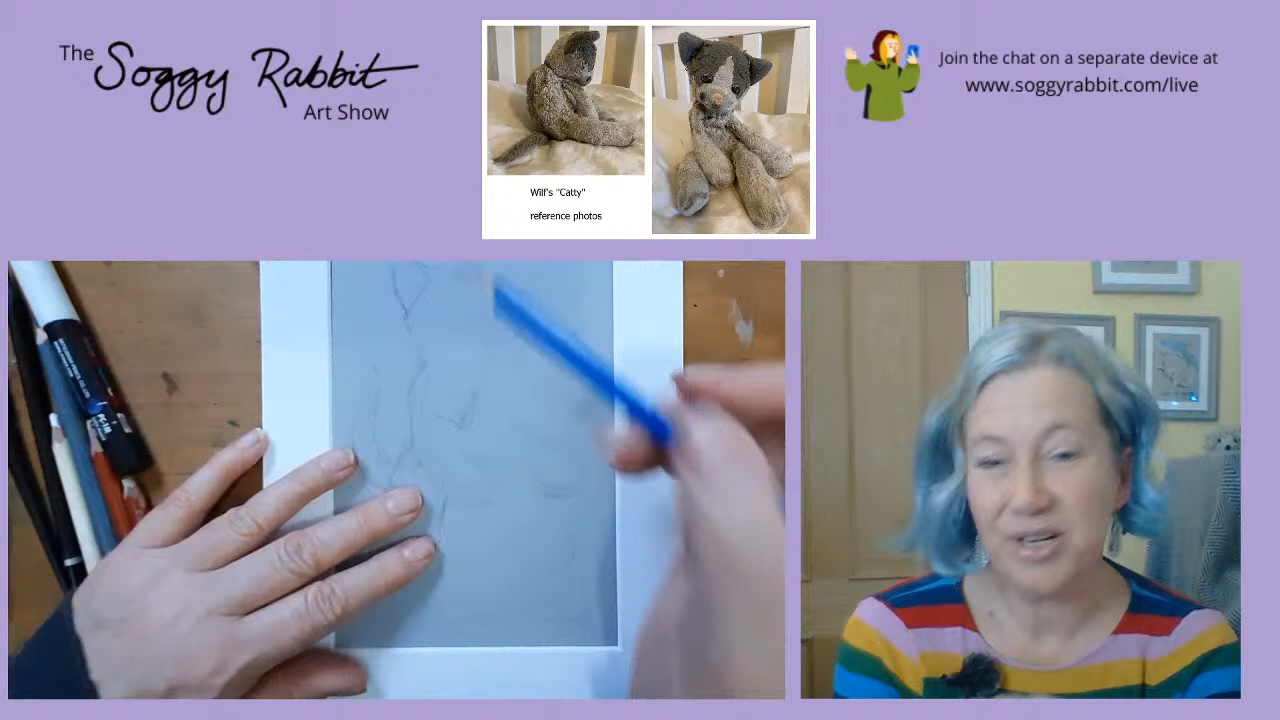 The
Soggy Rabbit
Art Show
Wilf's "Catty"
reference photos
Join the chat on a separate device at
www.soggyrabbit.com/live